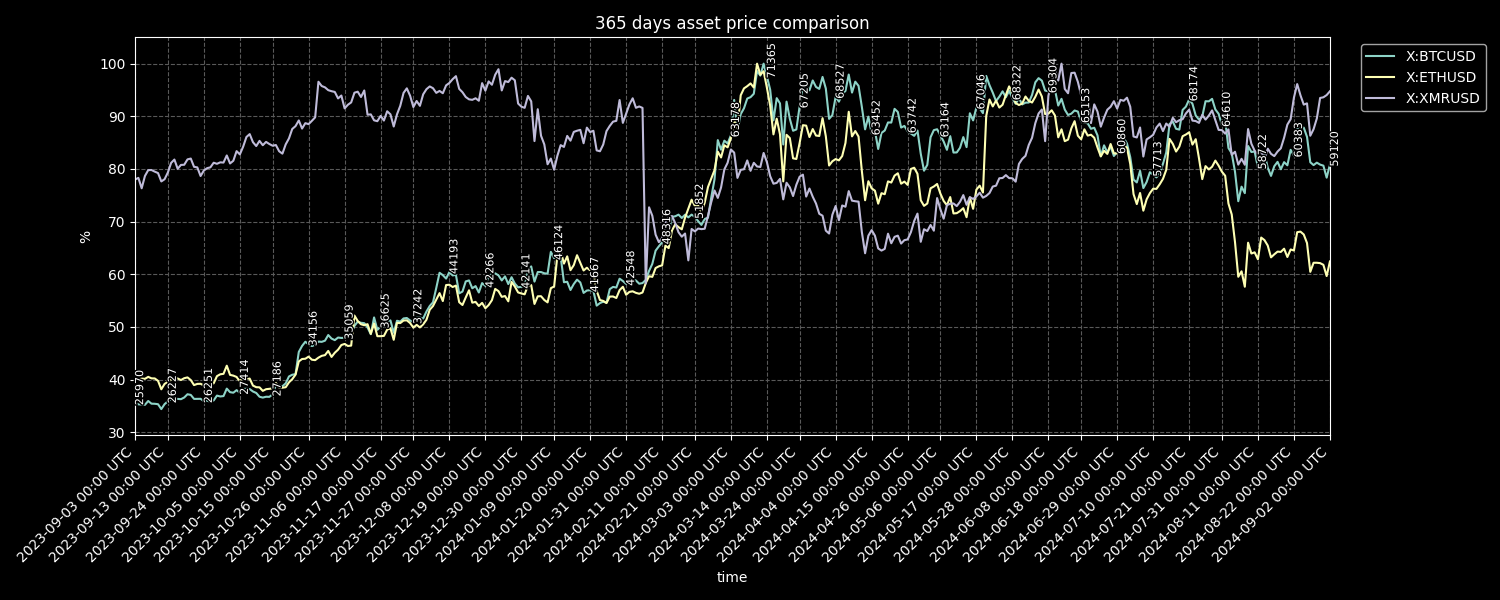 365 days asset price comparison
X:BTCUSD
X:ETHUSD
X:XMRUSD
100
90
80
70
60
50
40
30
%
25970
26227
26251
27414
27186
34156
35059
36625
37242
44193
42266
42141
46124
41667
42548
48316
51852
63178
71365
67205
68527
63452
63742
63164
67046
68322
69304
65153
60860
57713
68174
64610
58722
60383
59120
2023-09-03 00:00 UTC
2023-09-13 00:00 UTC
2023-09-24 00:00 UTC
2023-10-05 00:00 UTC
2023-10-15 00:00 UTC
2023-10-26 00:00 UTC
2023-11-06 00:00 UTC
2023-11-17 00:00 UTC
2023-11-27 00:00 UTC
2023-12-08 00:00 UTC
2023-12-19 00:00 UTC
2023-12-30 00:00 UTC
2024-01-09 00:00 UTC
2024-01-20 00:00 UTC
2024-01-31 00:00 UTC
2024-02-11 00:00 UTC
2024-02-21 00:00 UTC
2024-03-03 00:00 UTC
2024-03-14 00:00 UTC
2024-03-24 00:00 UTC
2024-04-04 00:00 UTC
2024-04-15 00:00 UTC
2024-04-26 00:00 UTC
2024-05-06 00:00 UTC
2024-05-17 00:00 UTC
2024-05-28 00:00 UTC
2024-06-08 00:00 UTC
2024-06-18 00:00 UTC
2024-06-29 00:00 UTC
2024-07-10 00:00 UTC
2024-07-21 00:00 UTC
2024-07-31 00:00 UTC
2024-08-11 00:00 UTC
2024-08-22 00:00 UTC
2024-09-02 00:00 UTC
time